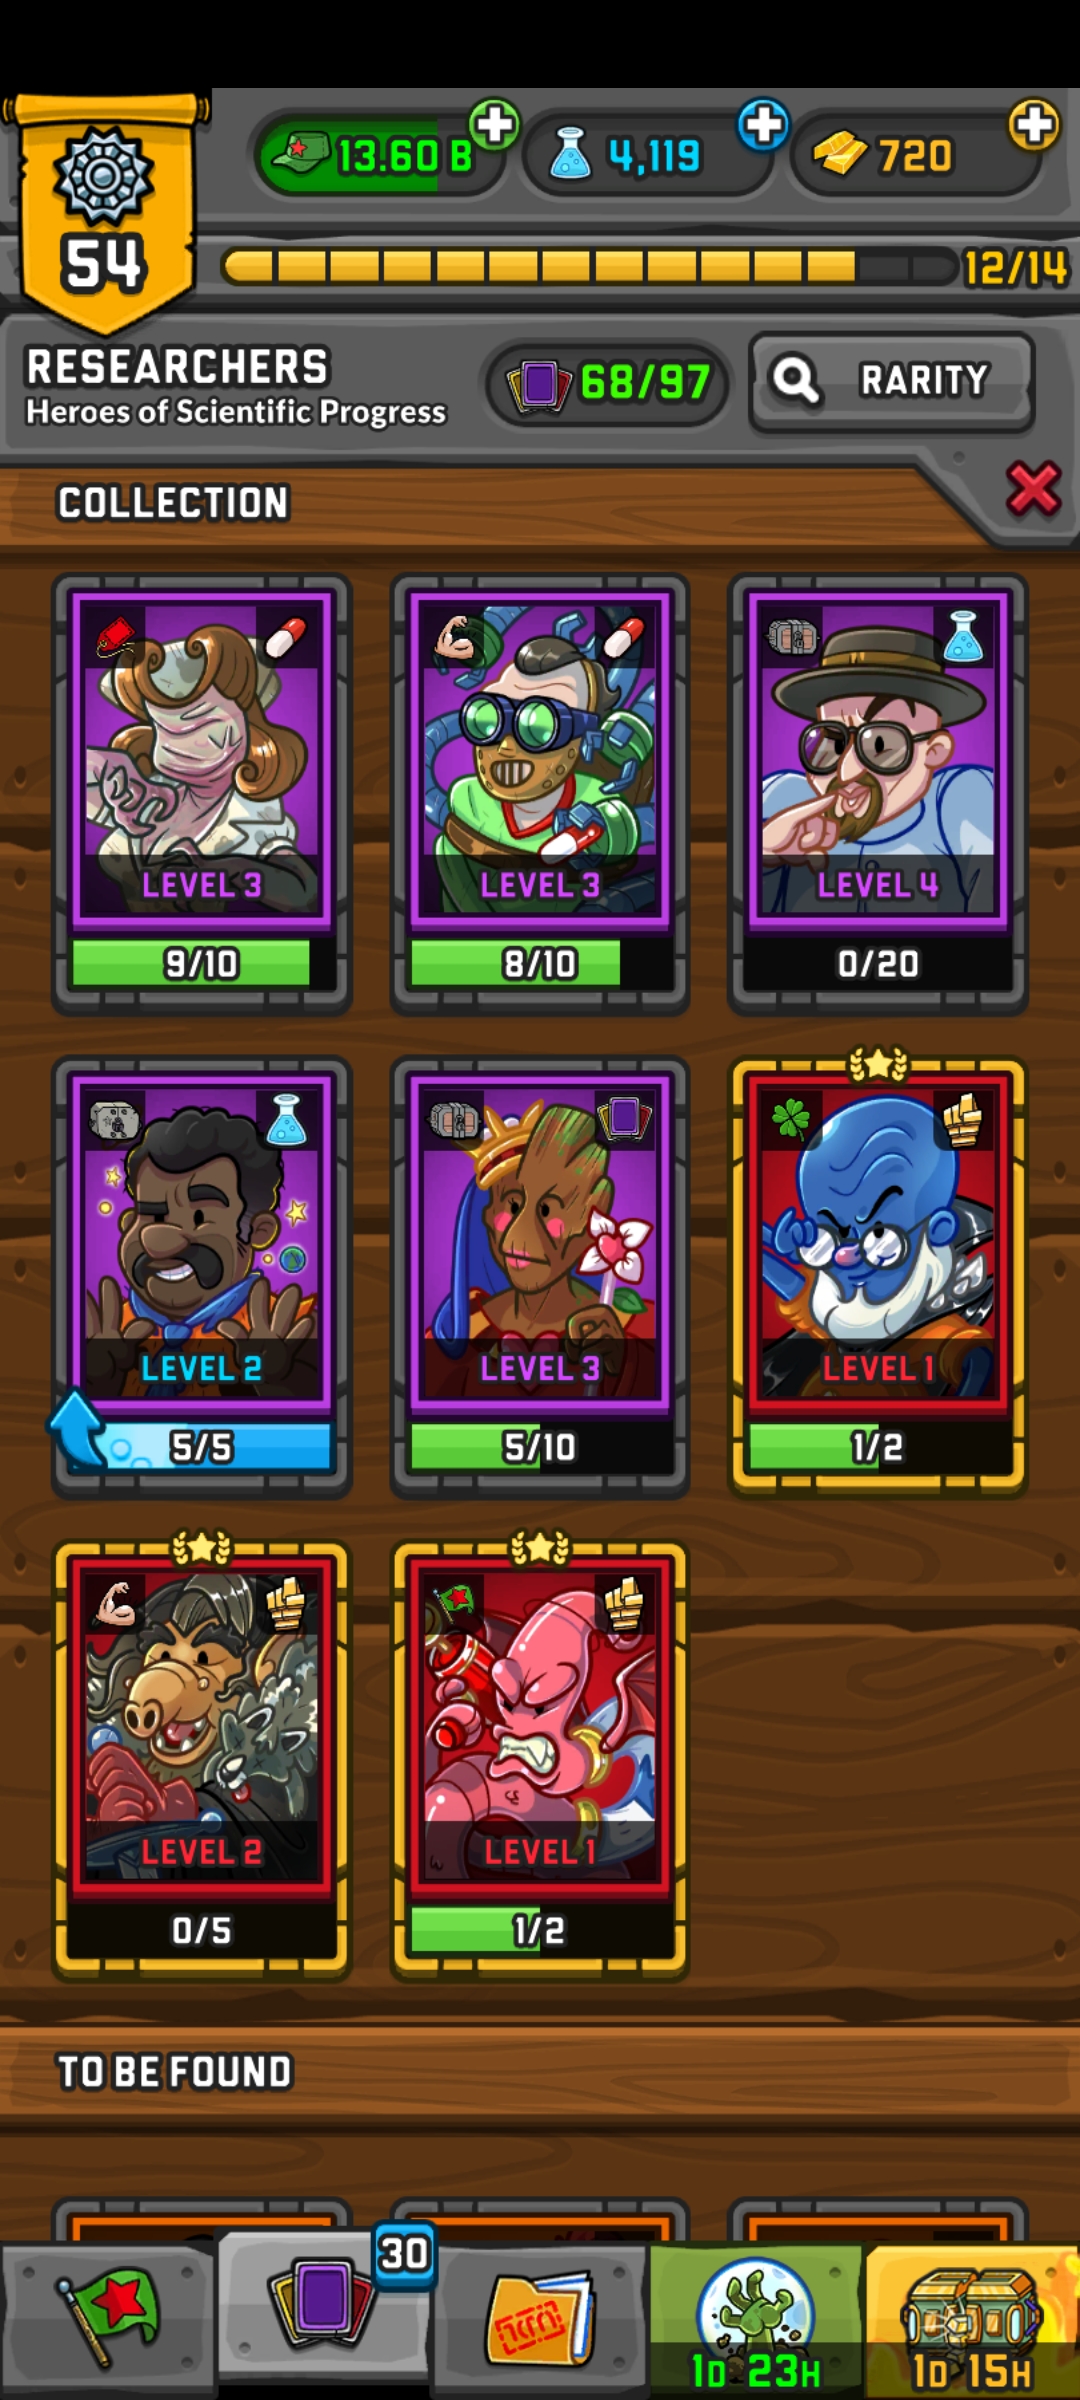 13.60 B
4,119
720
54
12/14
RESEARCHERS
Heroes of Scientific Progress
68/97
RARITY
COLLECTION
LEVEL 3
LEVEL 3
LEVEL 4
9/10
8/10
0/20
LEVEL 2
LEVEL 3
LEVEL 1
5/5
5/10
1/2
LEVEL 2
LEVEL 1
0/5
1/2
TO BE FOUND
30
1D 23H
1D 15H